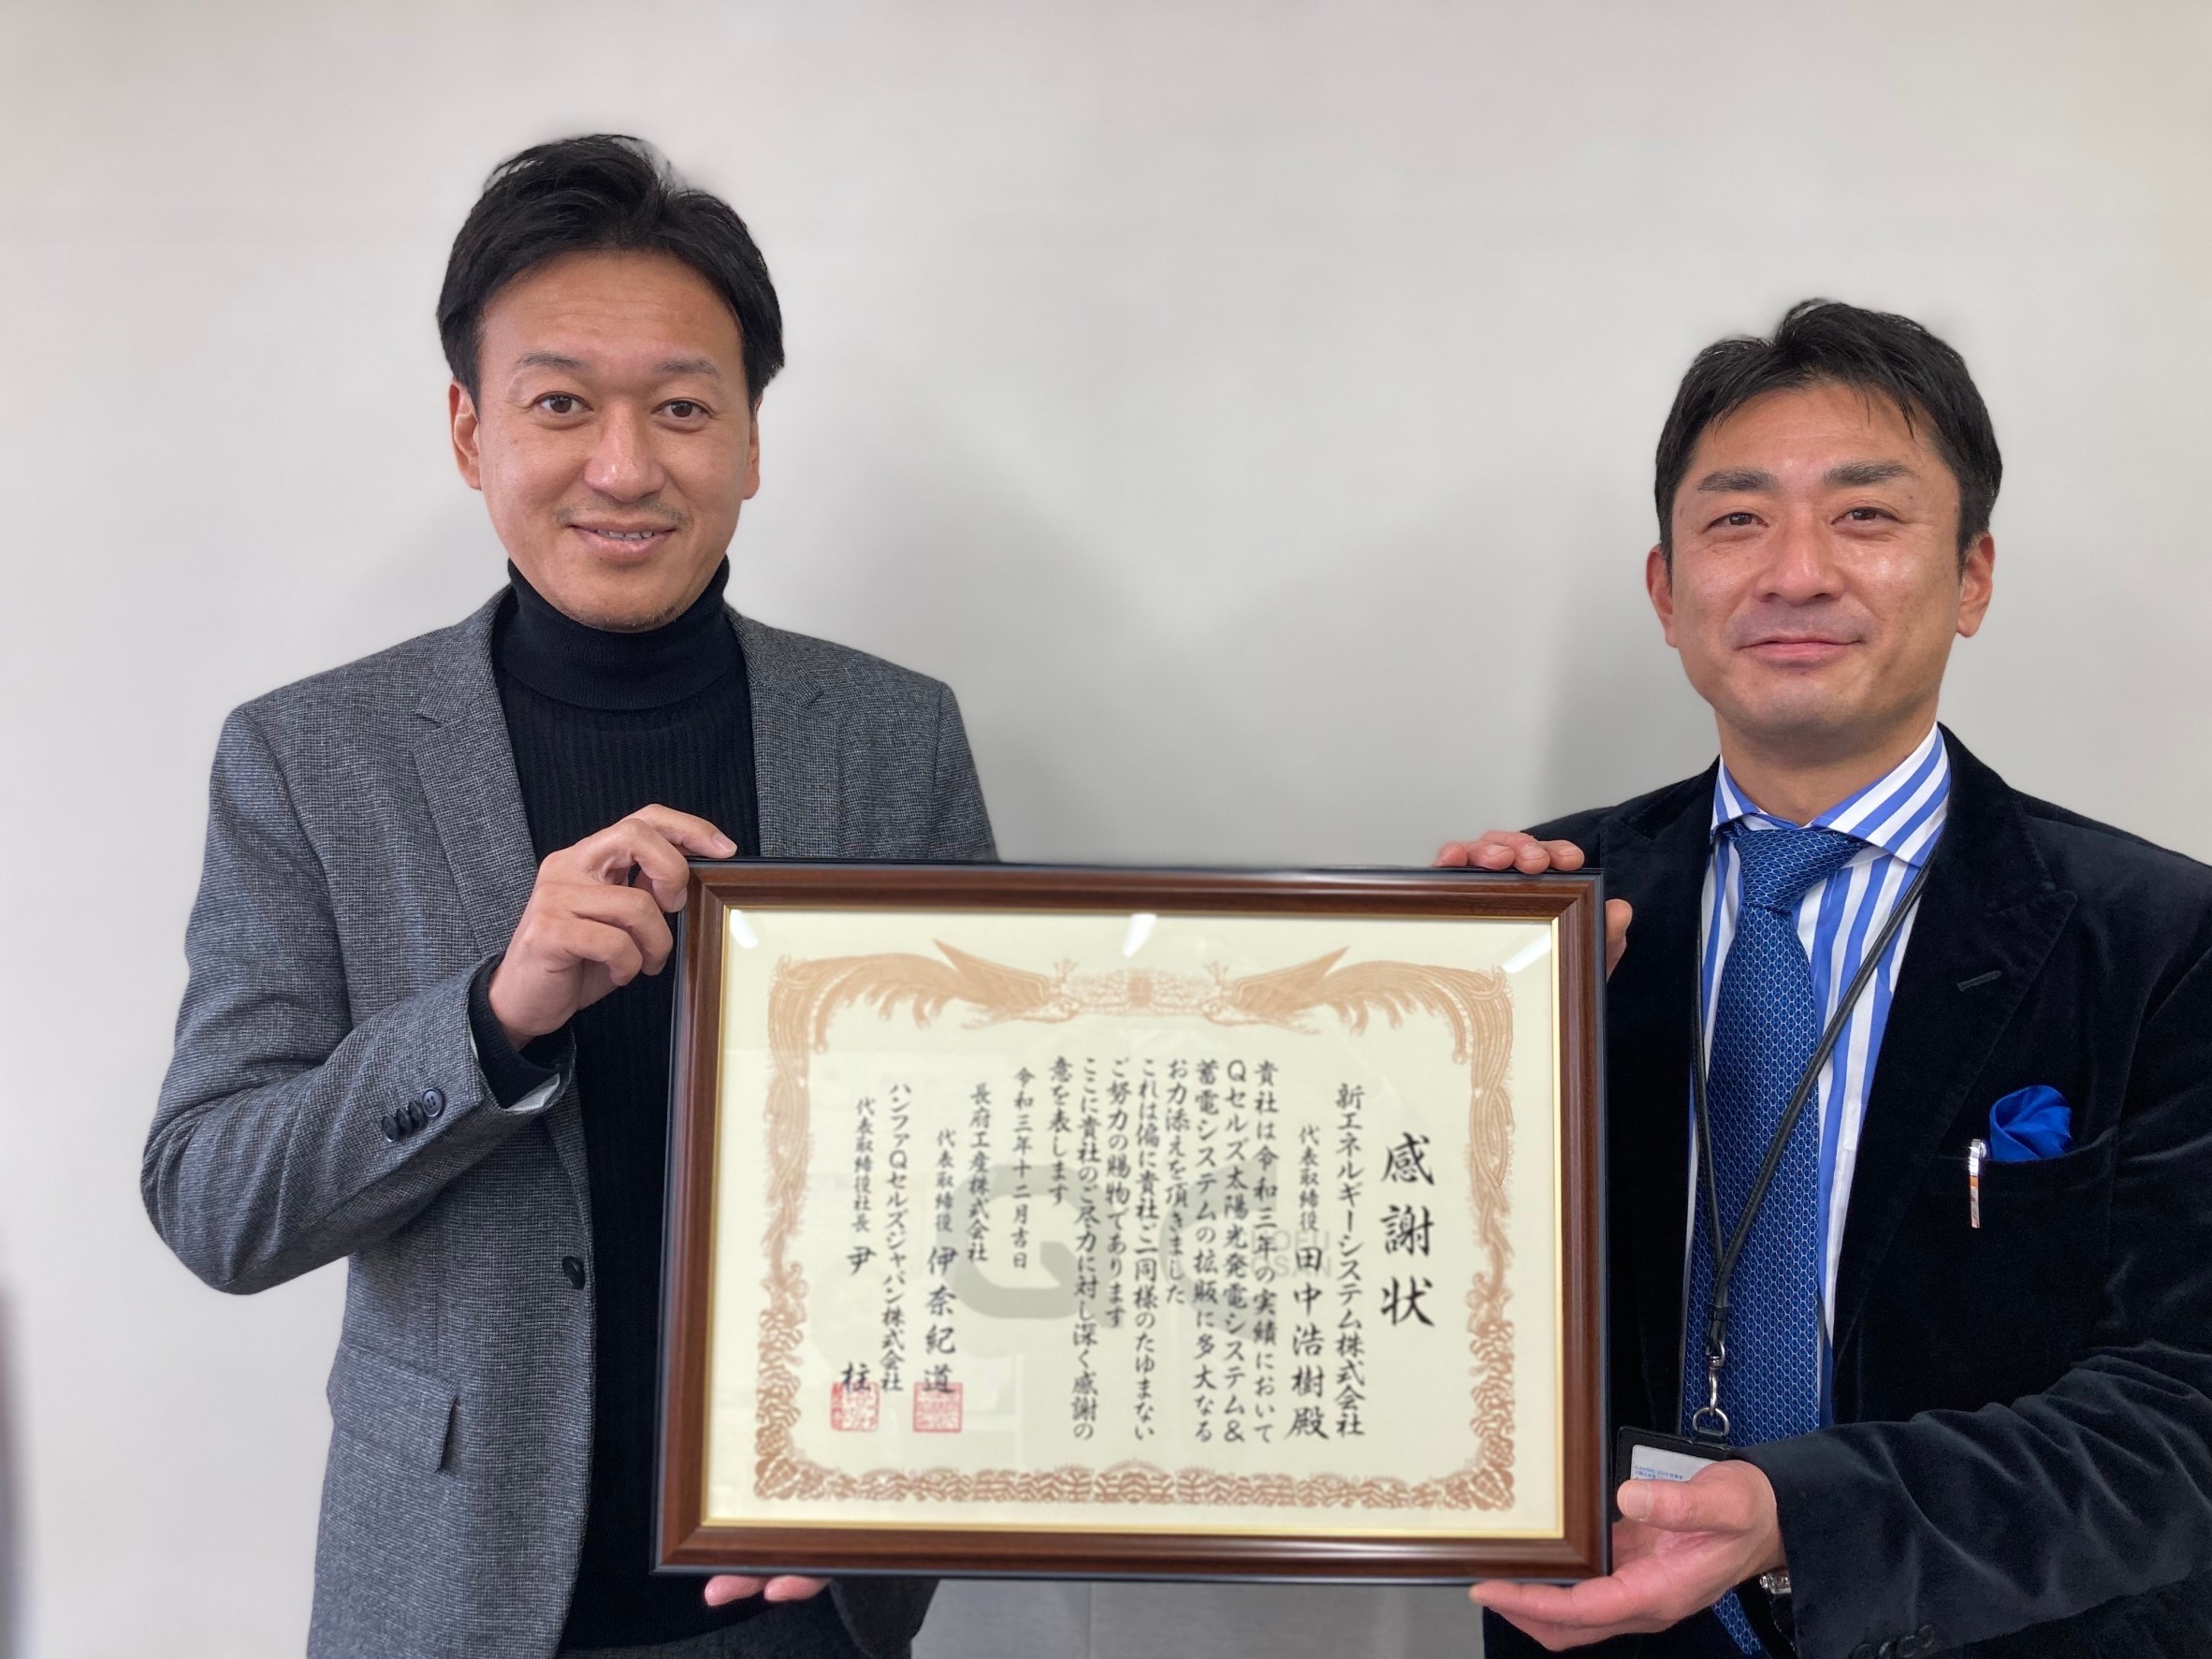 感謝状
新エネルギーシステム株式会社
代表取締役 田中浩樹殿
貴社は令和三年の実績において
Qセルズ太陽光発電システム&
蓄電システムの拡販に多大なる
お力添えを頂きました
これは偏に貴社ご一同様のたゆまない
ご努力の賜物であります
ここに貴社のご尽力に対し深く感謝の
意を表します
令和三年十二月吉日
長府工産株式会社
代表取締役 伊奈紀道
ハンファQセルズジャパン株式会社
代表取締役社長 尹 柱